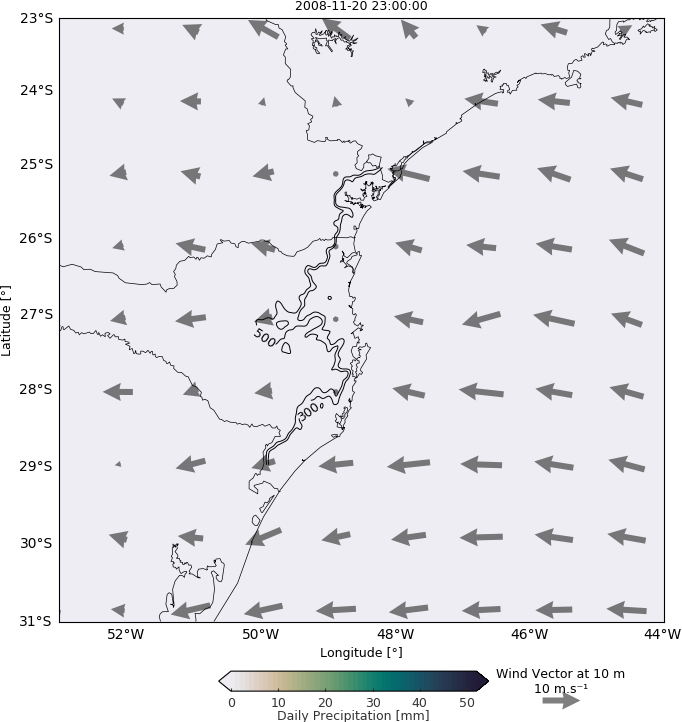 2008-11-20 23:00:00
23°S
24°S
25°S
26°S
27°S
28°S
29°S
30°S
31°S
Latitude [°]
500
300
52°W 50°W 48°W 46°W 44°W
Longitude [°]
0 10 20 30 40 50
Daily Precipitation [mm]
Wind Vector at 10 m
10 m.s⁻¹